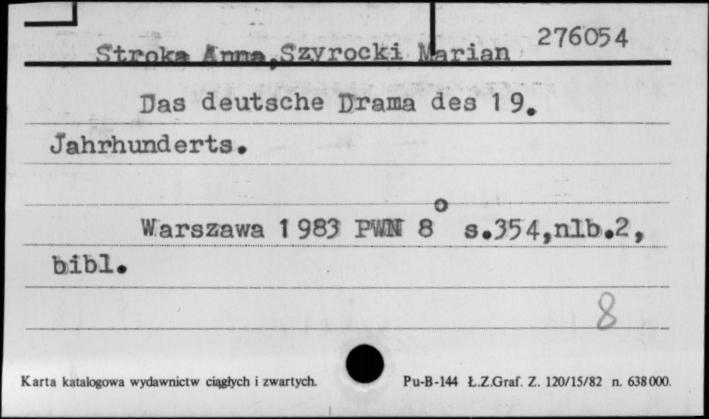 Stroka Anna, Szyrocki Marian 276054
Das deutsche Drama des 19.
Jahrhunderts.
Warszawa 1983 PWN 8° s.354,nlb.2,
bibl.
8
Karta katalogowa wydawnictw ciągłych i zwartych. Pu-B-144 Ł.Z.Graf. Z. 120/15/82 n. 638 000.